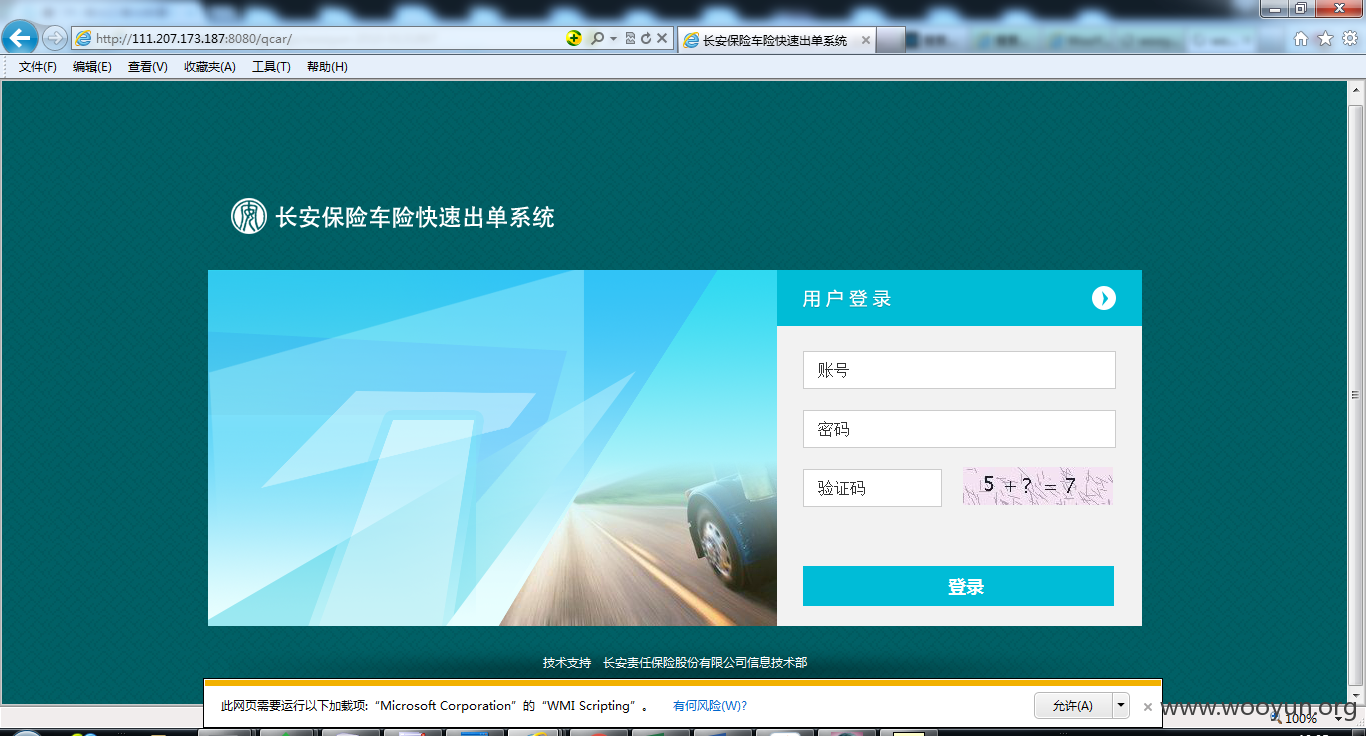 http://111.207.173.187:8080/qcar/
长安保险车险快速出单系统
文件(F) 编辑(E) 查看(V) 收藏夹(A) 工具(T) 帮助(H)
长安保险车险快速出单系统
用户登录
账号
密码
验证码
5 + ? = 7
登录
技术支持 长安责任保险股份有限公司信息技术部
此网页需要运行以下加载项: “Microsoft Corporation”的“WMI Scripting”。 有何风险(W)? 允许(A)
www.wooyun.org
100%